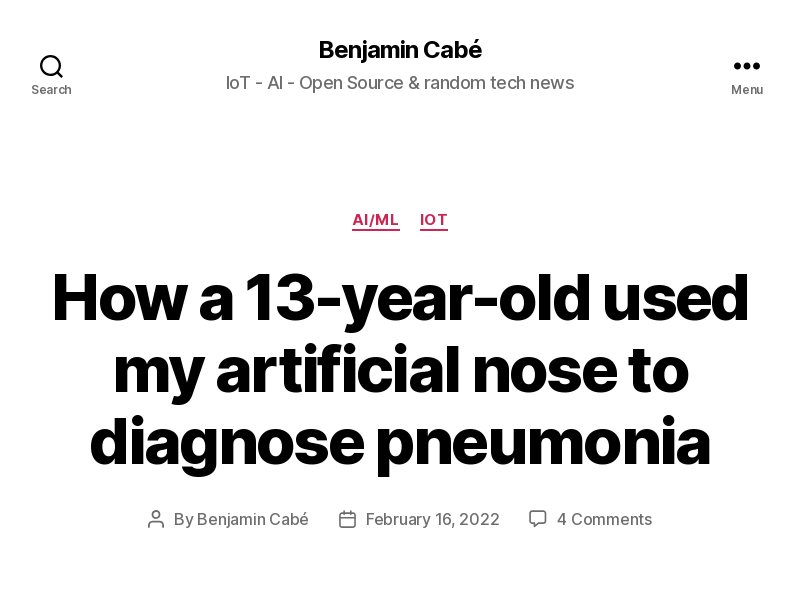 Benjamin Cabé
IoT - AI - Open Source & random tech news
Search
Menu
AI/ML IOT
How a 13-year-old used
my artificial nose to
diagnose pneumonia
By Benjamin Cabé February 16, 2022 4 Comments